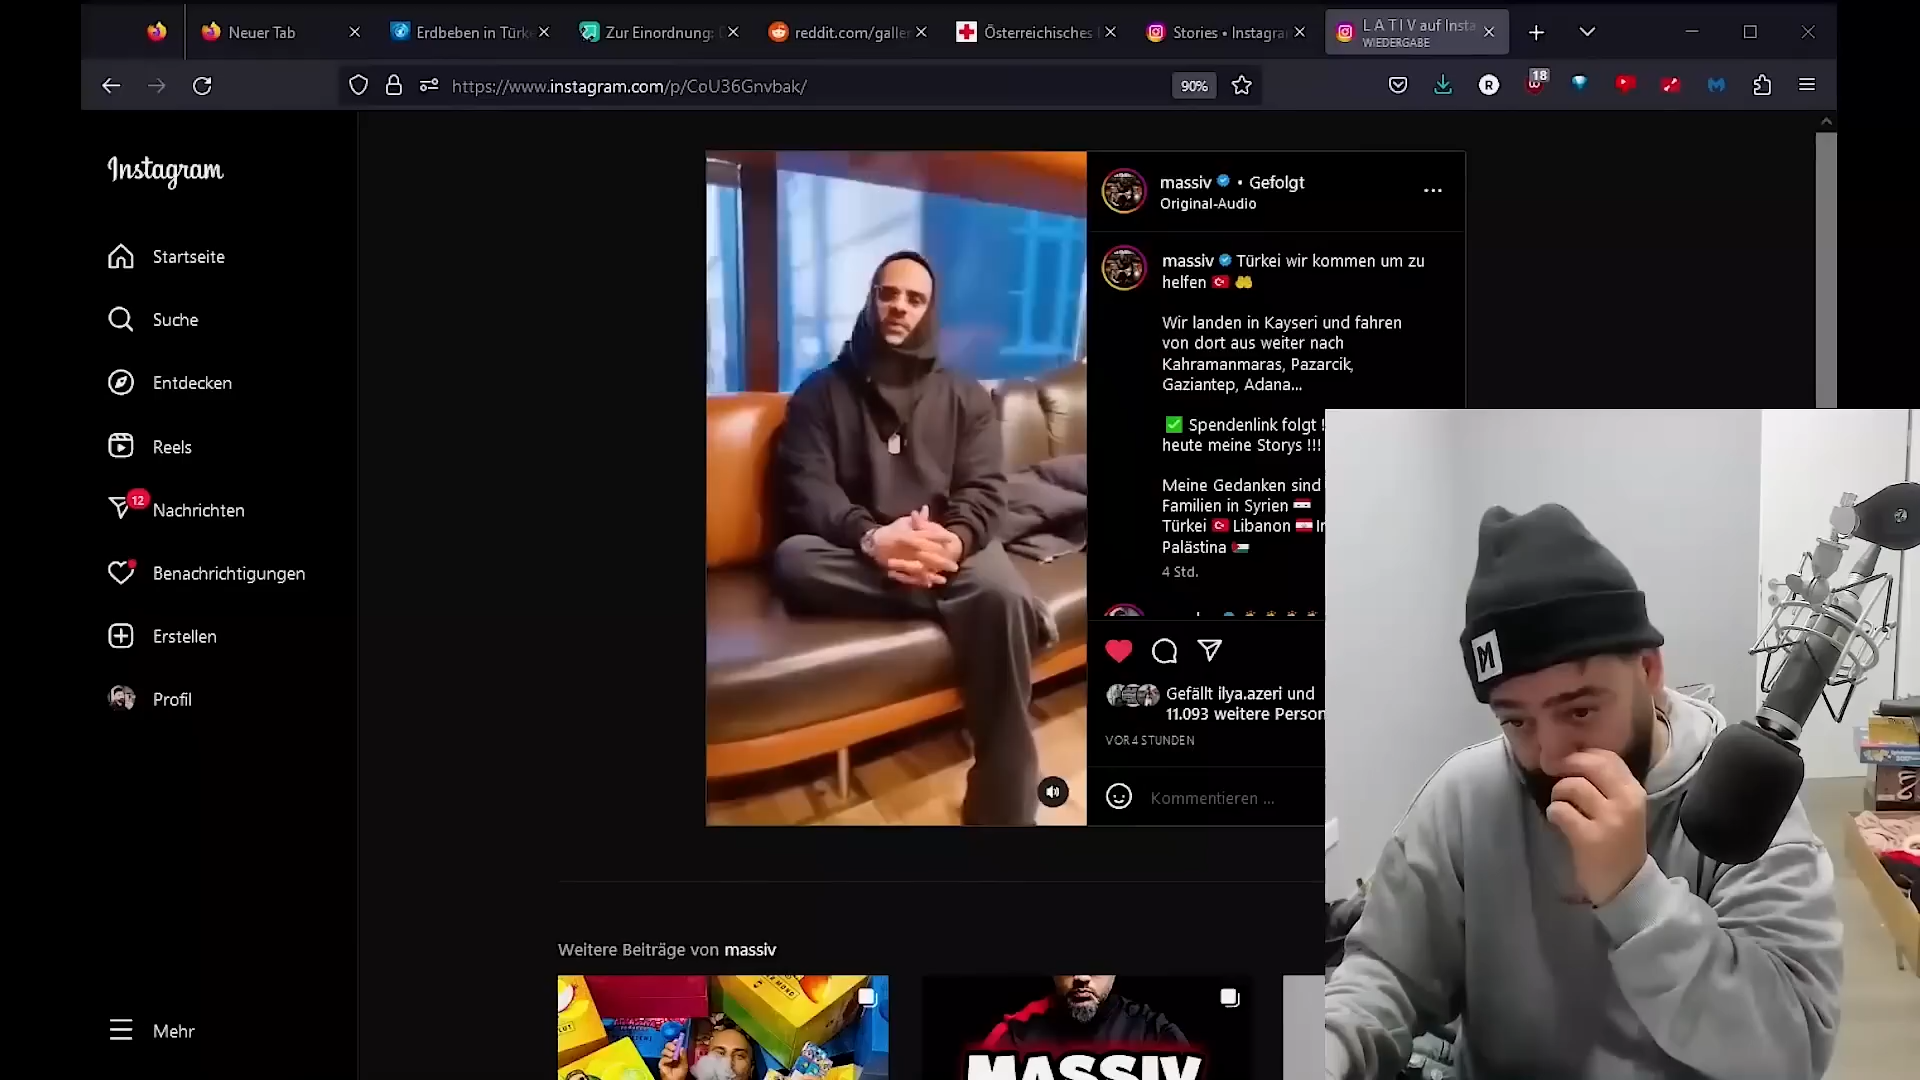 Neuer Tab
Erdbeben in Türk
Zur Einordnung:
reddit.com/galler
Österreichisches
Stories • Instagra
L A T I V auf Insta
WIEDERGABE
https://www.instagram.com/p/CoU36Gnvbak/
90%
R
18
Instagram
Startseite
Suche
Entdecken
Reels
12
Nachrichten
Benachrichtigungen
Erstellen
Profil
Mehr
massiv • Gefolgt
Original-Audio
massiv Türkei wir kommen um zu
helfen
Wir landen in Kayseri und fahren
von dort aus weiter nach
Kahramanmaras, Pazarcik,
Gaziantep, Adana...
Spendenlink folgt !
heute meine Storys !!!
Meine Gedanken sind
Familien in Syrien
Türkei Libanon
Palästina
4 Std.
Gefällt ilya.azeri und
11.093 weitere Person
VOR 4 STUNDEN
Kommentieren ...
Weitere Beiträge von massiv
MASSIV